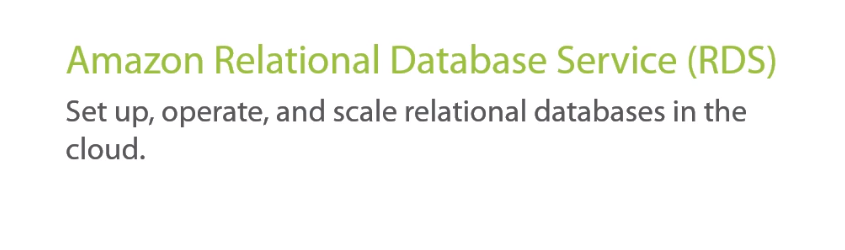 Amazon Relational Database Service (RDS)
Set up, operate, and scale relational databases in the
cloud.